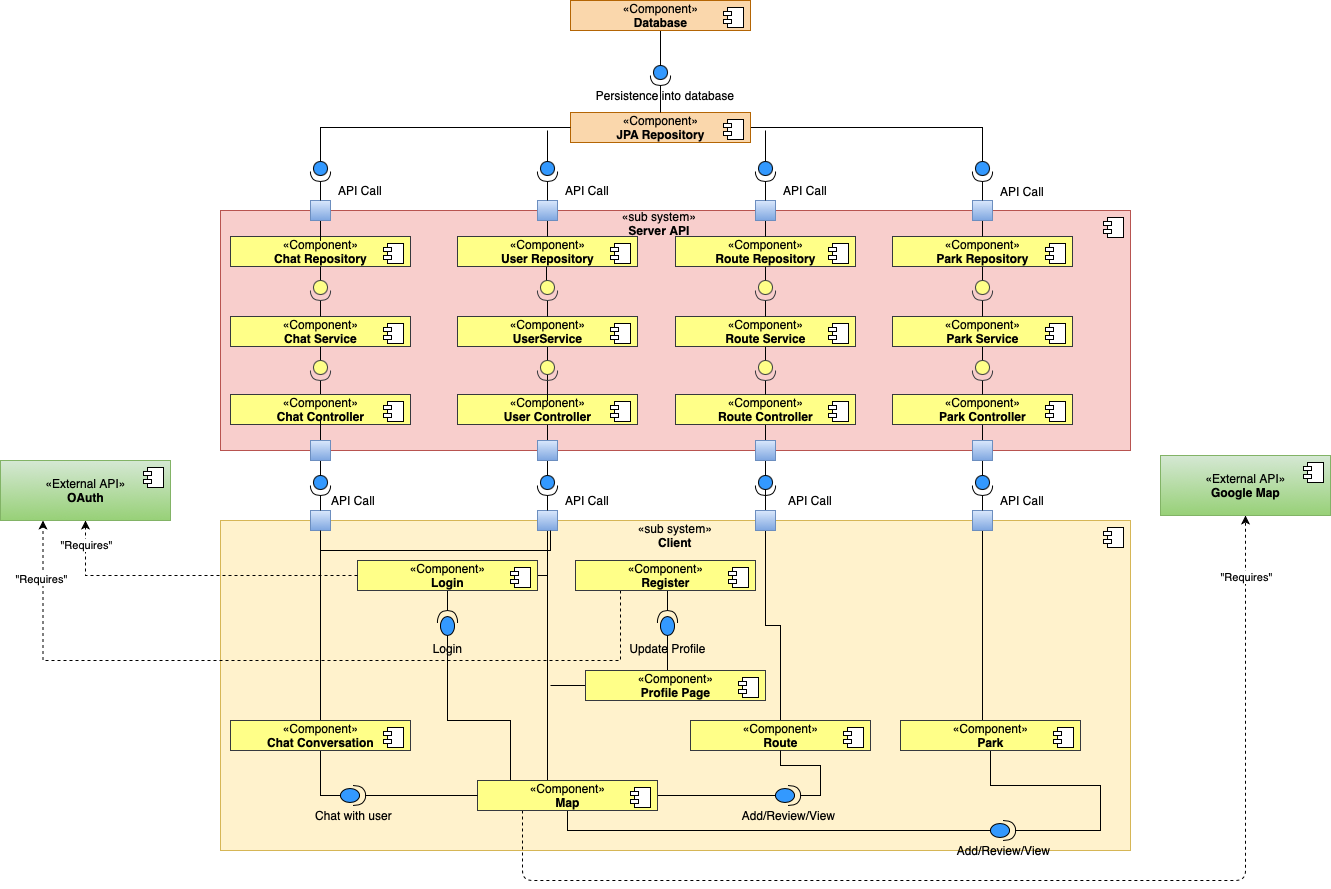 «Component»
Database
Persistence into database
«Component»
JPA Repository
API Call
API Call
API Call
API Call
«sub system»
Server API
«Component»
Chat Repository
«Component»
User Repository
«Component»
Route Repository
«Component»
Park Repository
«Component»
Chat Service
«Component»
UserService
«Component»
Route Service
«Component»
Park Service
«Component»
Chat Controller
«Component»
User Controller
«Component»
Route Controller
«Component»
Park Controller
«External API»
OAuth
«External API»
Google Map
API Call
API Call
API Call
API Call
«sub system»
Client
"Requires"
"Requires"
"Requires"
«Component»
Login
«Component»
Register
Login
Update Profile
«Component»
Profile Page
«Component»
Chat Conversation
«Component»
Route
«Component»
Park
«Component»
Map
Chat with user
Add/Review/View
Add/Review/View